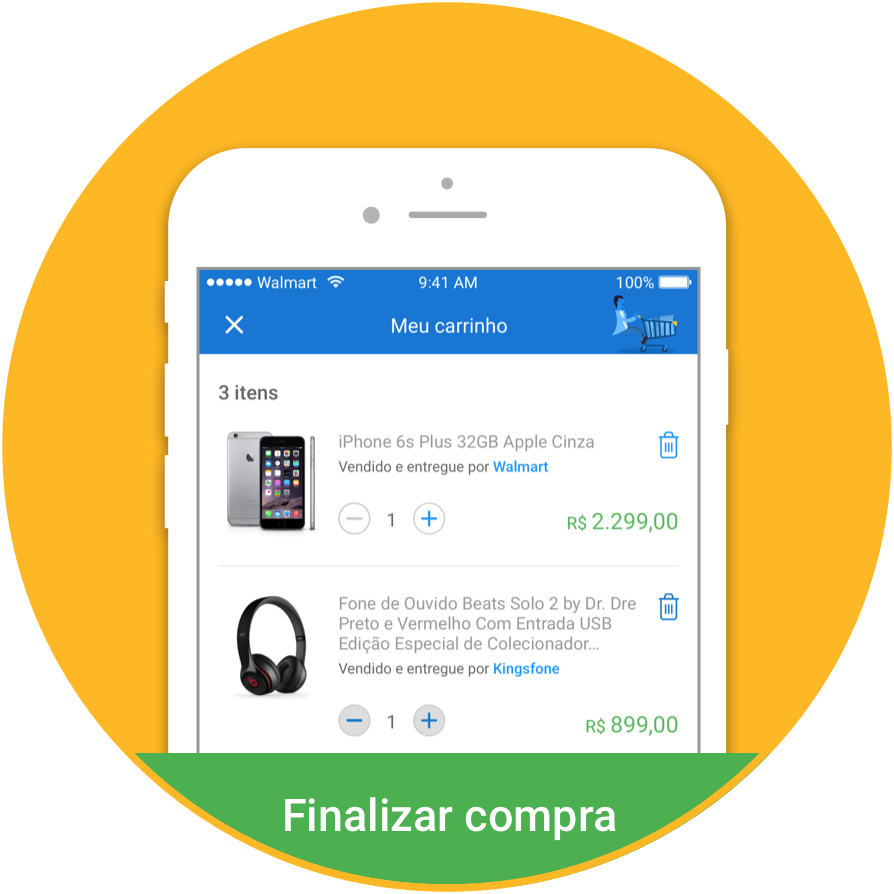 Walmart 9:41 AM 100%
Meu carrinho
3 itens
iPhone 6s Plus 32GB Apple Cinza
Vendido e entregue por Walmart
1
R$ 2.299,00
Fone de Ouvido Beats Solo 2 by Dr. Dre
Preto e Vermelho Com Entrada USB
Edição Especial de Colecionador...
Vendido e entregue por Kingsfone
1
R$ 899,00
Finalizar compra